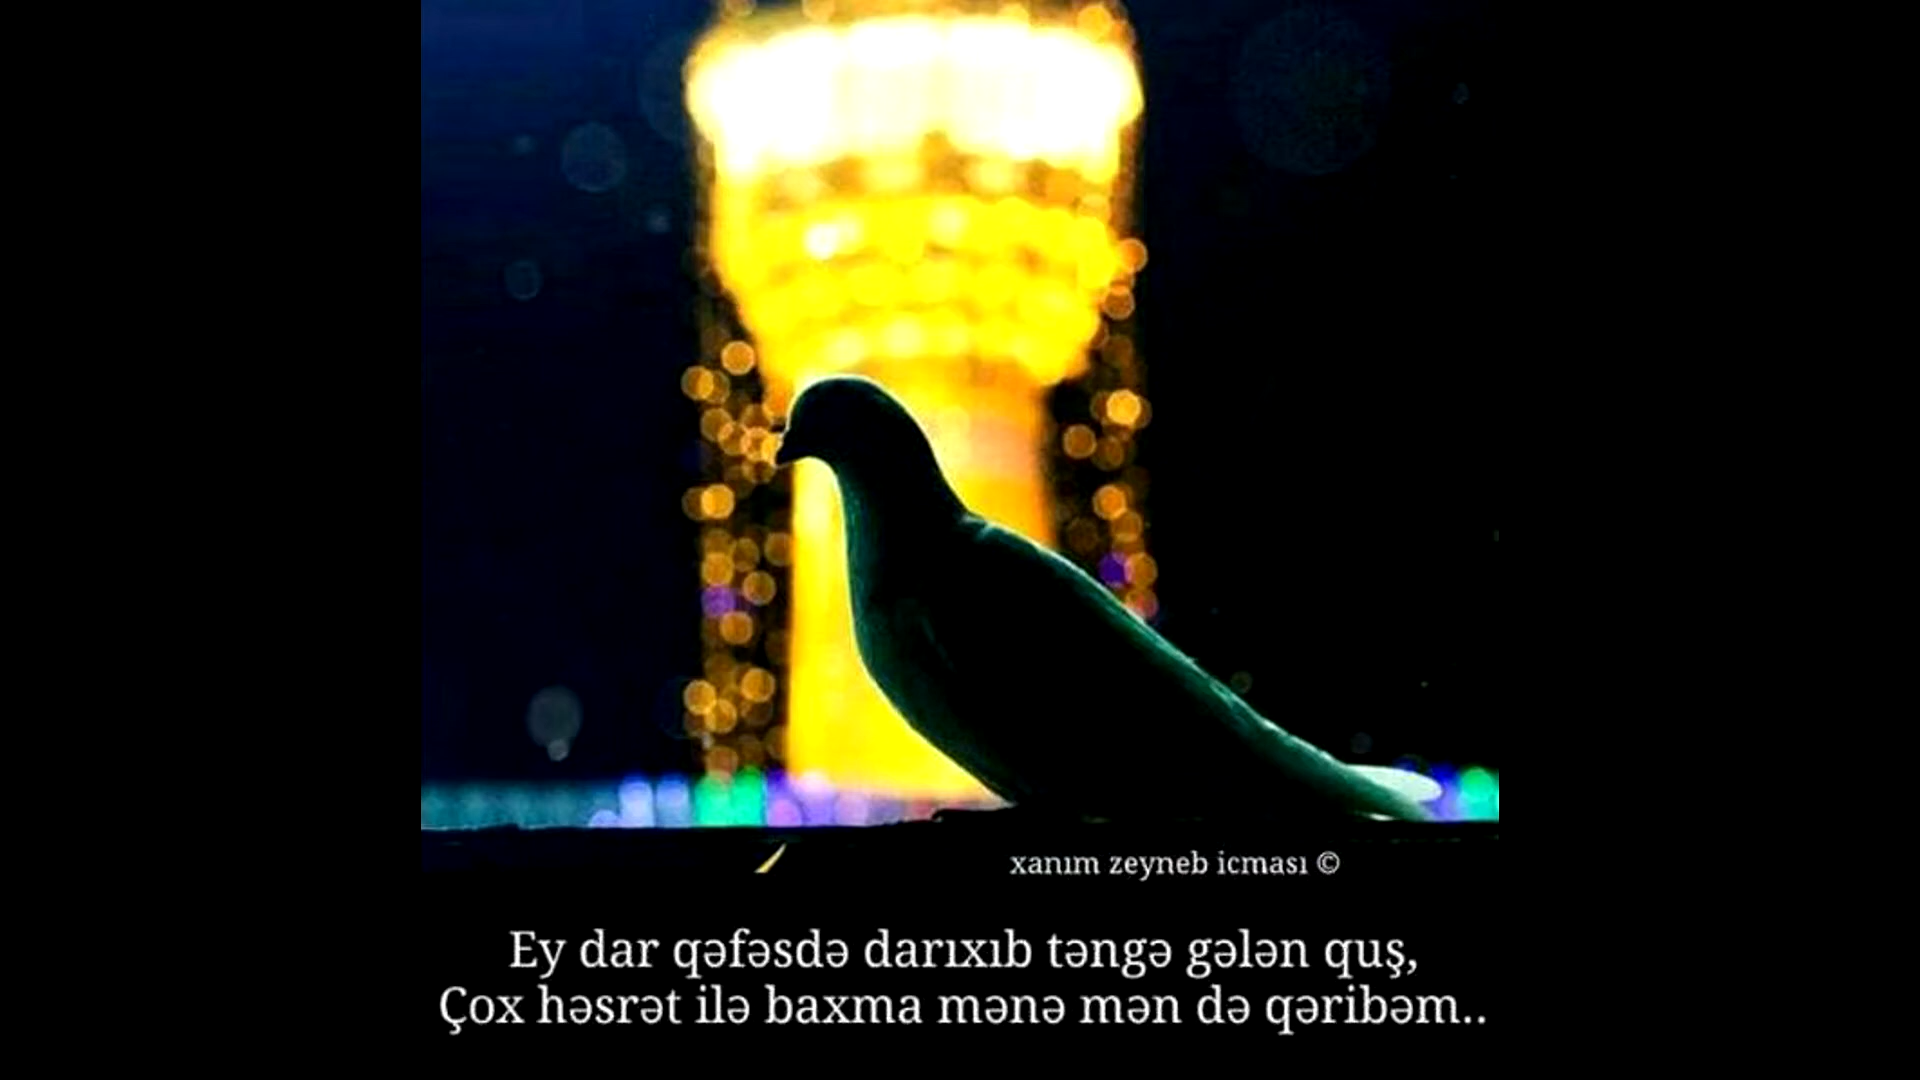 xanım zeyneb icması ©
Ey dar qəfəsdə darıxıb təngə gələn quş,
Çox həsrət ilə baxma mənə mən də qəribəm..